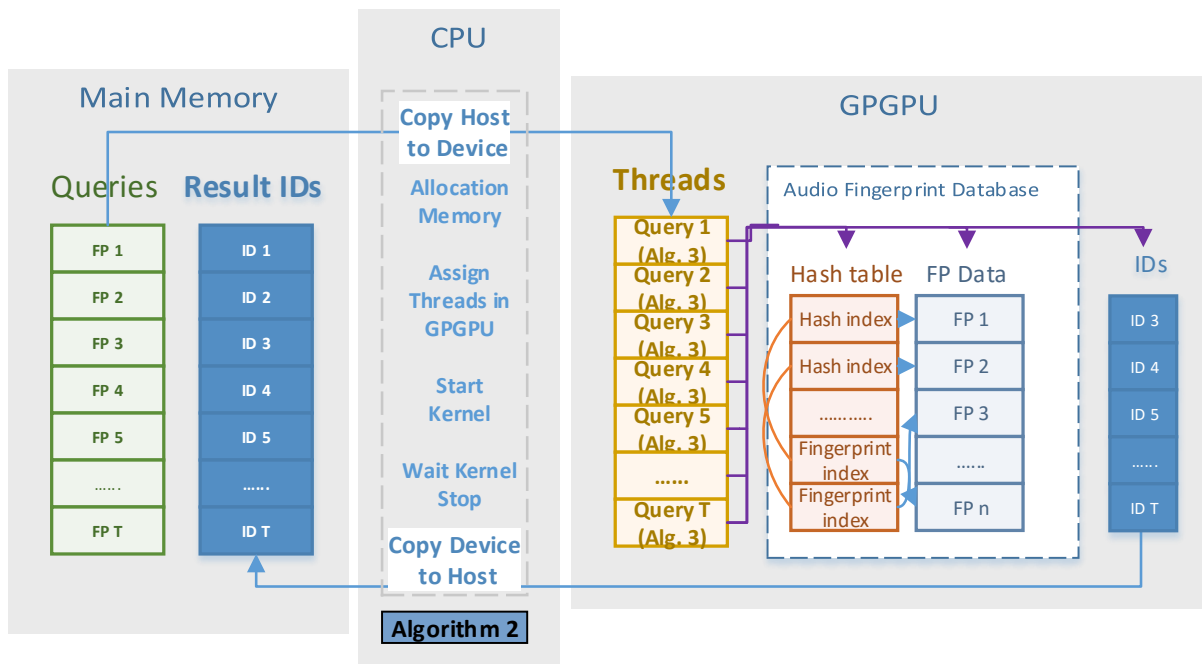 CPU
Main Memory
GPGPU
Copy Host
to Device
Allocation
Memory
Assign
Threads in
GPGPU
Start
Kernel
Wait Kernel
Stop
Copy Device
to Host
Algorithm 2
Queries
FP 1
FP 2
FP 3
FP 4
FP 5
......
FP T
Result IDs
ID 1
ID 2
ID 3
ID 4
ID 5
......
ID T
Threads
Query 1
(Alg. 3)
Query 2
(Alg. 3)
Query 3
(Alg. 3)
Query 4
(Alg. 3)
Query 5
(Alg. 3)
......
Query T
(Alg. 3)
Audio Fingerprint Database
Hash table
Hash index
Hash index
...........
Fingerprint
index
Fingerprint
index
FP Data
FP 1
FP 2
FP 3
......
FP n
IDs
ID 3
ID 4
ID 5
......
ID T